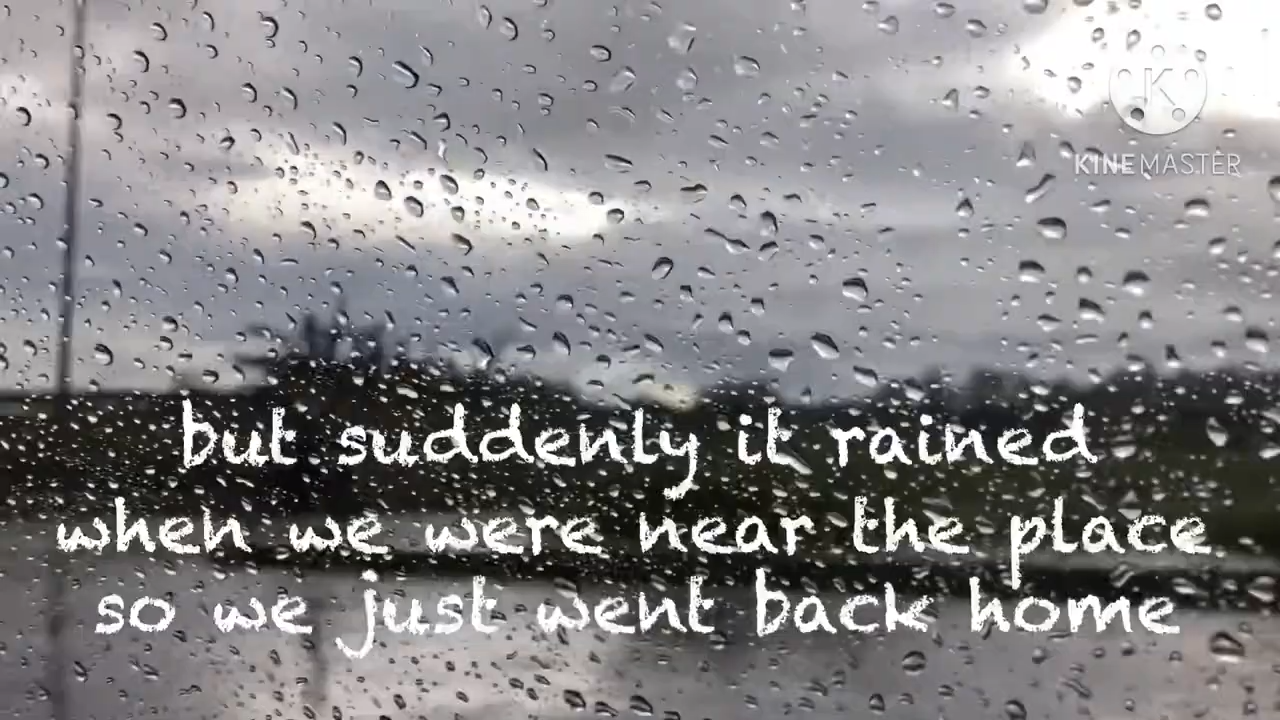 KINEMASTER
but suddenly it rained
when we were near the place
so we just went back home